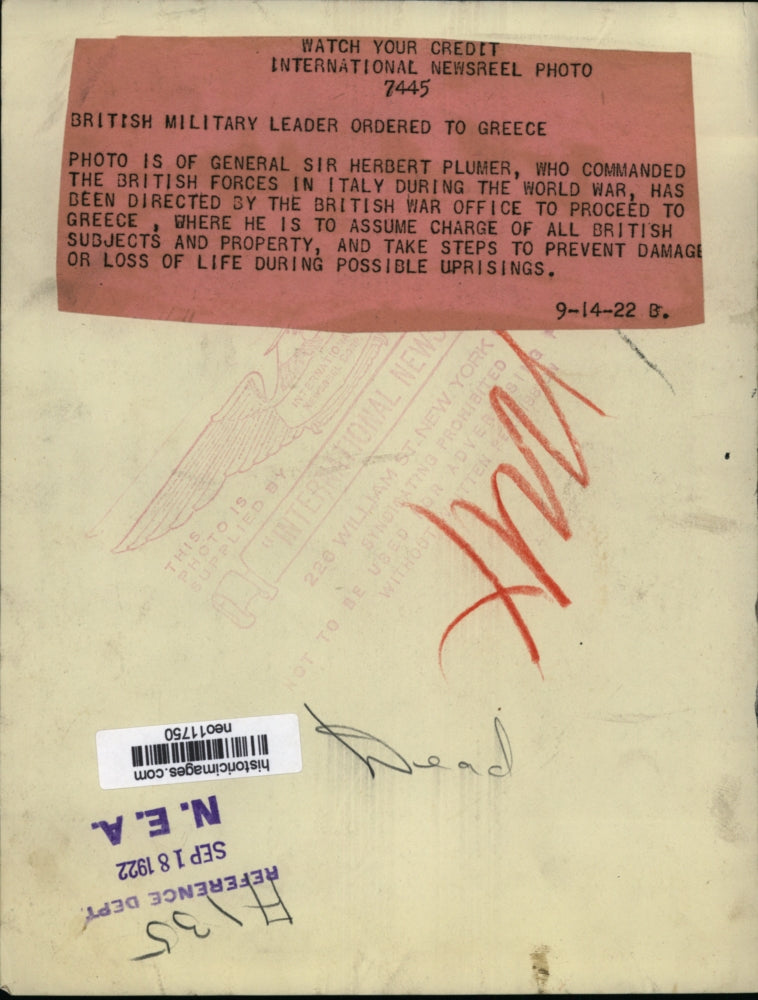 WATCH YOUR CREDIT
INTERNATIONAL NEWSREEL PHOTO
7445
BRITISH MILITARY LEADER ORDERED TO GREECE
PHOTO IS OF GENERAL SIR HERBERT PLUMER, WHO COMMANDED
THE BRITISH FORCES IN ITALY DURING THE WORLD WAR, HAS
BEEN DIRECTED BY THE BRITISH WAR OFFICE TO PROCEED TO
GREECE , WHERE HE IS TO ASSUME CHARGE OF ALL BRITISH
SUBJECTS AND PROPERTY, AND TAKE STEPS TO PREVENT DAMAGE
OR LOSS OF LIFE DURING POSSIBLE UPRISINGS.
9-14-22 B.
THIS
PHOTO IS
SUPPLIED BY
"INTERNATIONAL NEWS
226 WILLIAM ST. NEW YORK
SYNDICATING PROHIBITED
NOT TO BE USED FOR ADVERTISING
WITHOUT WRITTEN
Dead
historicimages.com
neo11750
N.E.A.
SEP 18 1922
REFERENCE DEPT.